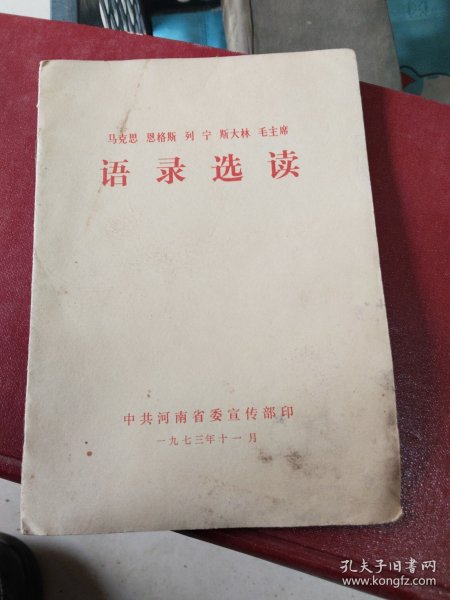 马克思 恩格斯 列 宁 斯大林 毛主席
语录选读
中共河南省委宣传部印
一九七三年十一月
孔夫子旧书网
www.kongfz.com